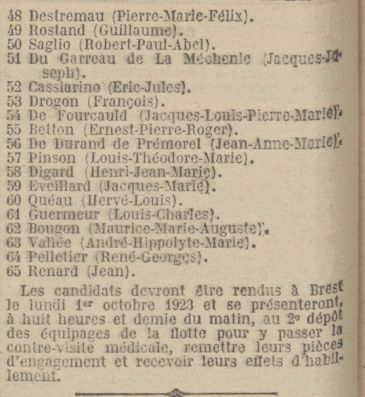 48 Destremau (Pierre-Marie-Félix).
49 Rostand (Guillaume).
50 Saglio (Robert-Paul-Abel).
51 Du Garreau de La Méchenie (Jacques-Jo-
seph).
52 Cassiarino (Eric-Jules).
53 Drogon (François).
54 De Fourcauld (Jacques-Louis-Pierre-Marie).
55 Betton (Ernest-Pierre-Roger).
56 De Durand de Prémorel (Jean-Anne-Marie).
57 Pinson (Louis-Théodore-Marie).
58 Digard (Henri-Jean-Marie).
59 Eveillard (Jacques-Marie).
60 Quéau (Hervé-Louis).
61 Guermeur (Louis-Charles).
62 Bougon (Maurice-Marie-Auguste).
63 Vallée (André-Hippolyte-Marie).
64 Pelletier (René-Georges).
65 Renard (Jean).
Les candidats devront être rendus à Brest
le lundi 1er octobre 1923 et se présenteront,
à huit heures et demie du matin, au 2e dépôt
des équipages de la flotte pour y passer la
contre-visite médicale, remettre leurs pièces
d'engagement et recevoir leurs effets d'habil-
lement.